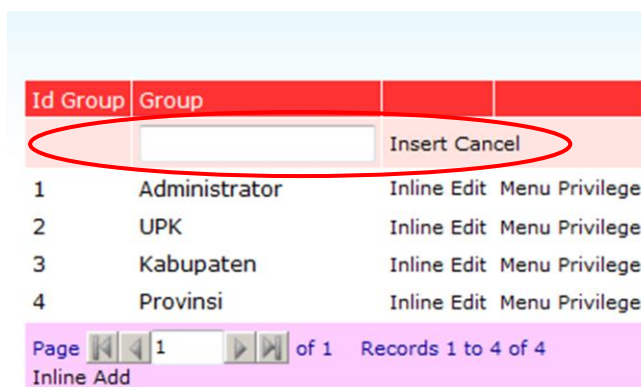 Id Group Group
Insert Cancel
1 Administrator Inline Edit Menu Privilege
2 UPK Inline Edit Menu Privilege
3 Kabupaten Inline Edit Menu Privilege
4 Provinsi Inline Edit Menu Privilege
Page 1 of 1 Records 1 to 4 of 4
Inline Add